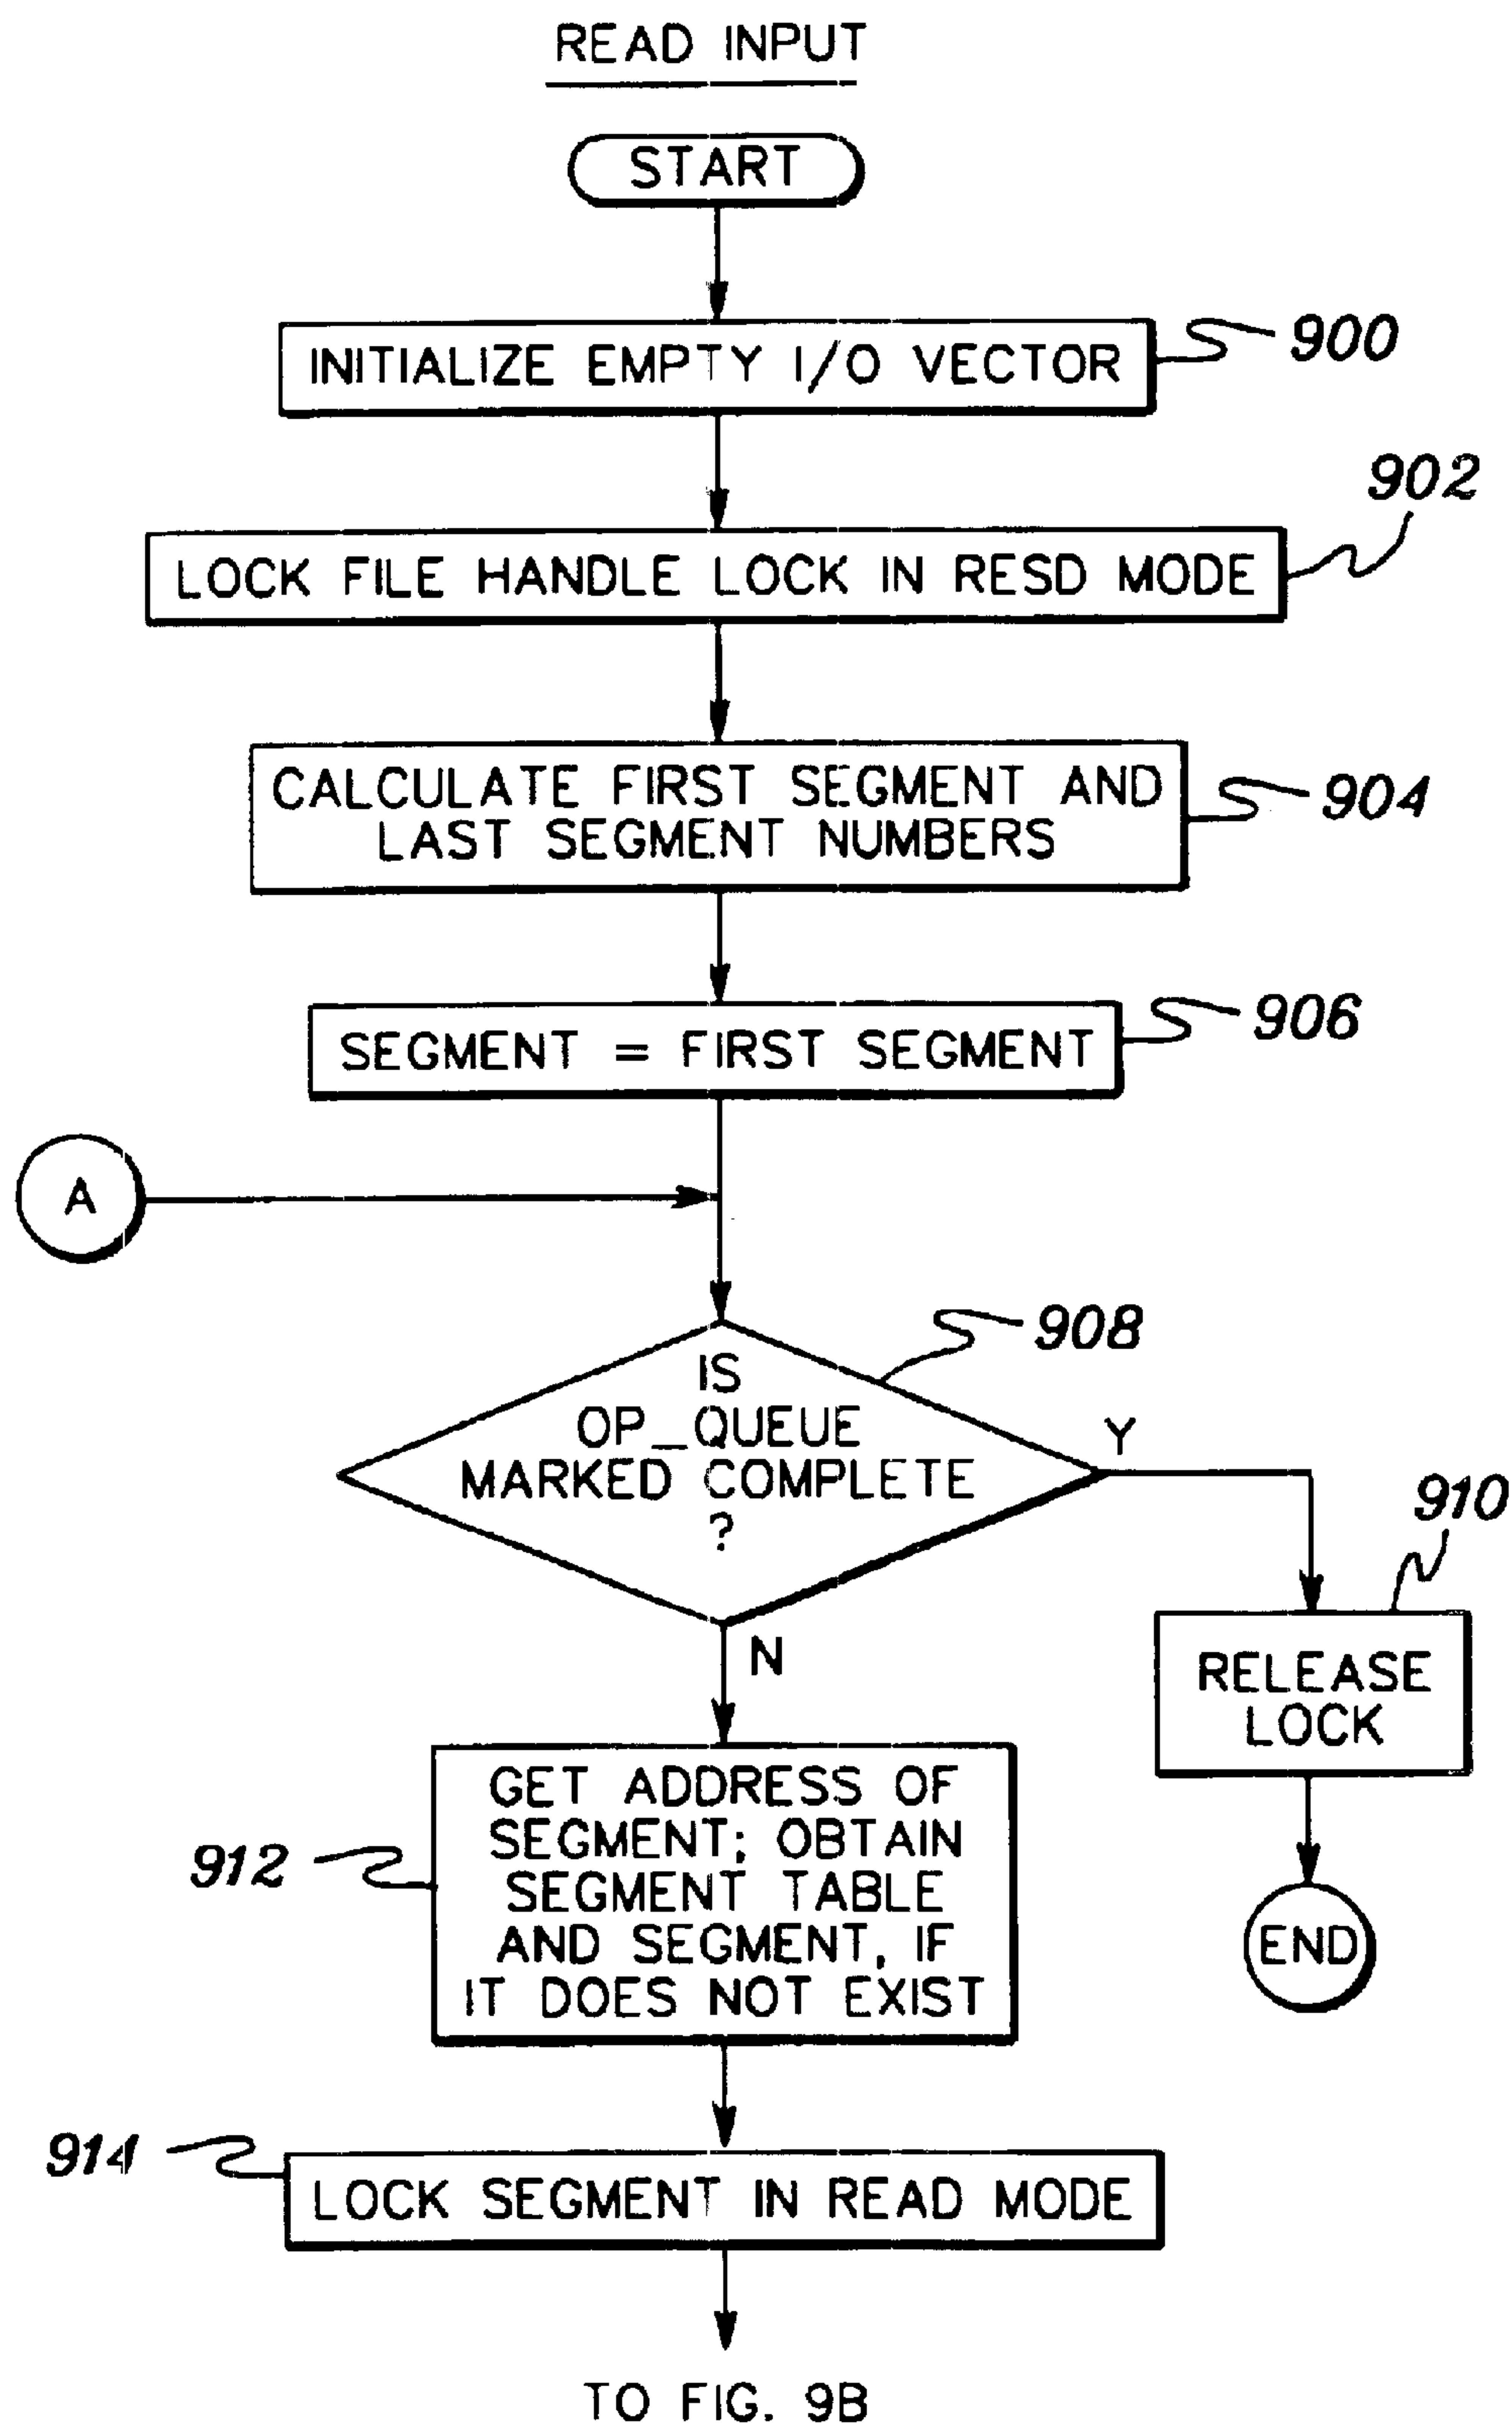 READ INPUT
START
INITIALIZE EMPTY I/O VECTOR
900
902
LOCK FILE HANDLE LOCK IN RESD MODE
CALCULATE FIRST SEGMENT AND
LAST SEGMENT NUMBERS
904
SEGMENT = FIRST SEGMENT
906
A
908
IS
OP_QUEUE
MARKED COMPLETE
?
Y
910
N
RELEASE
LOCK
END
912
GET ADDRESS OF
SEGMENT; OBTAIN
SEGMENT TABLE
AND SEGMENT, IF
IT DOES NOT EXIST
914
LOCK SEGMENT IN READ MODE
TO FIG. 9B